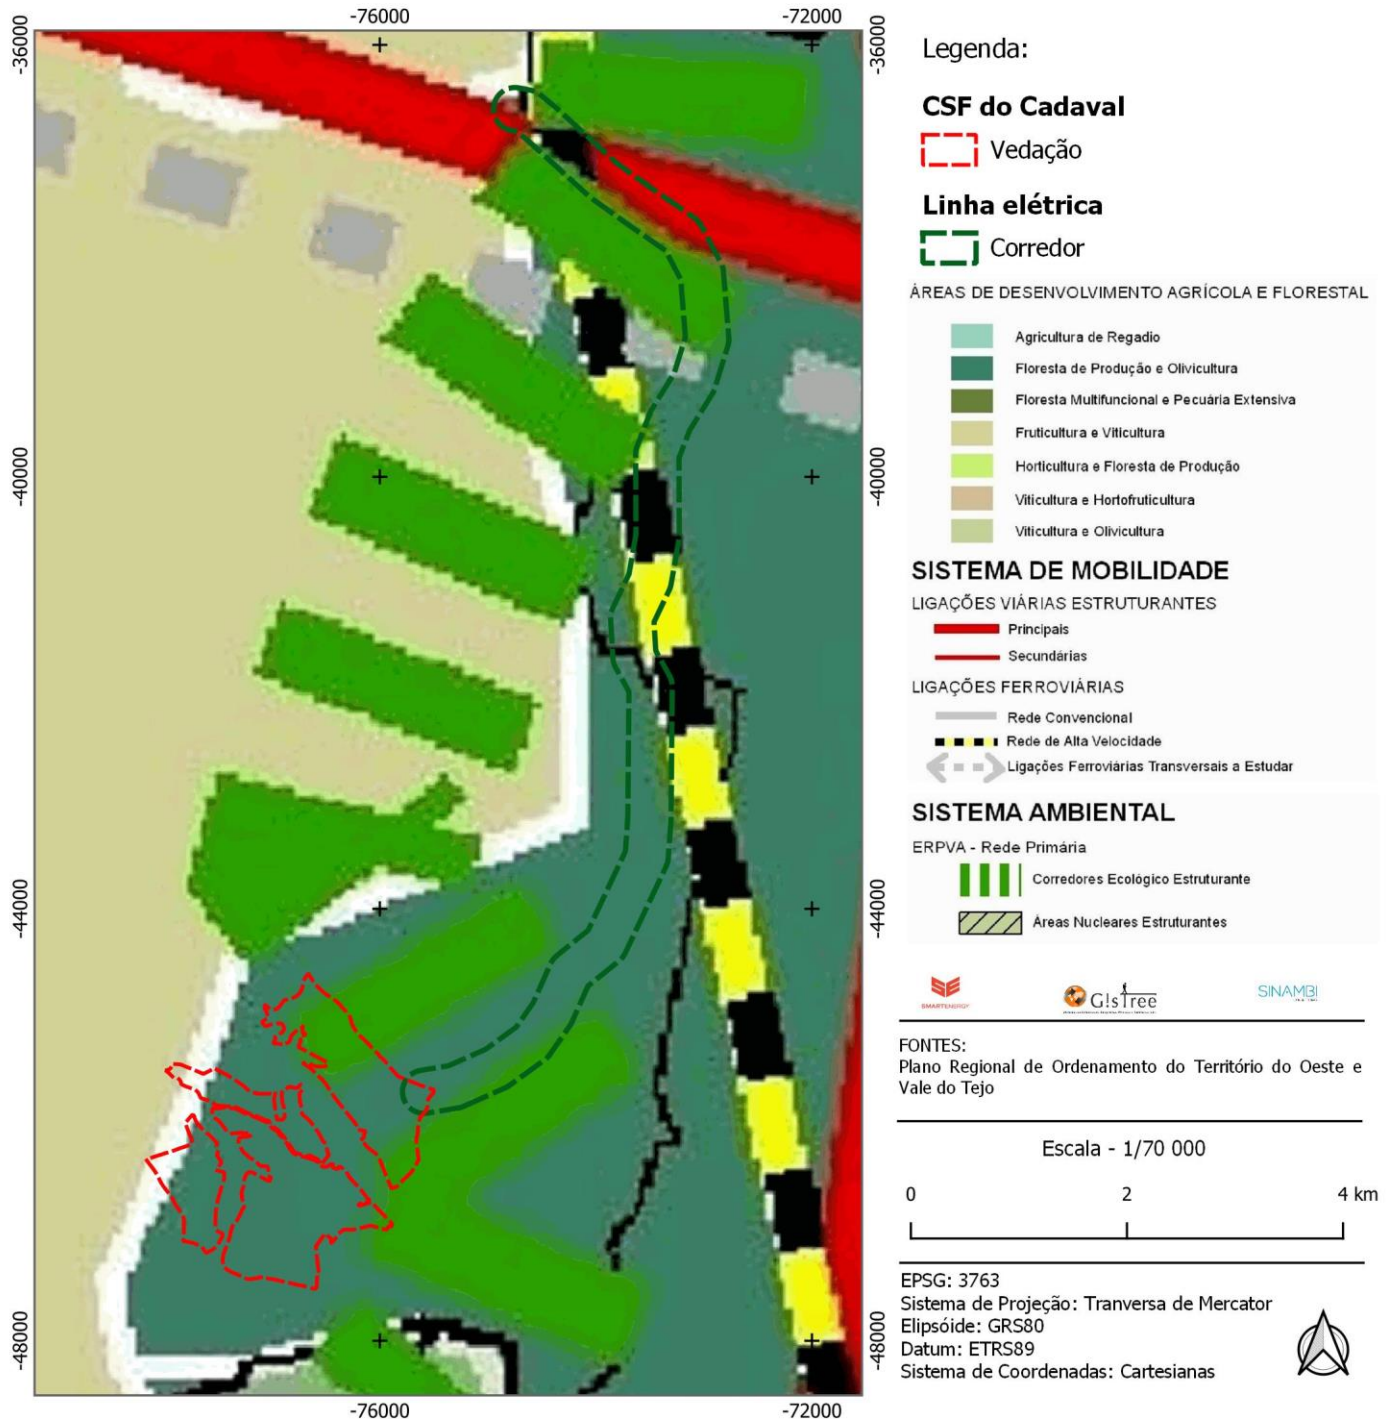 -76000
-72000
-36000
-36000
-40000
-40000
-44000
-44000
-48000
-48000
-76000
-72000
Legenda:
CSF do Cadaval
Vedação
Linha elétrica
Corredor
ÁREAS DE DESENVOLVIMENTO AGRÍCOLA E FLORESTAL
Agricultura de Regadio
Floresta de Produção e Olivicultura
Floresta Multifuncional e Pecuária Extensiva
Fruticultura e Viticultura
Horticultura e Floresta de Produção
Viticultura e Hortofruticultura
Viticultura e Olivicultura
SISTEMA DE MOBILIDADE
LIGAÇÕES VIÁRIAS ESTRUTURANTES
Principais
Secundárias
LIGAÇÕES FERROVIÁRIAS
Rede Convencional
Rede de Alta Velocidade
Ligações Ferroviárias Transversais a Estudar
SISTEMA AMBIENTAL
ERPVA - Rede Primária
Corredores Ecológico Estruturante
Áreas Nucleares Estruturantes
SMARTENERGY
G!sTree
SINAMBI
FONTES:
Plano Regional de Ordenamento do Território do Oeste e
Vale do Tejo
Escala - 1/70 000
0 2 4 km
EPSG: 3763
Sistema de Projeção: Tranversa de Mercator
Elipsóide: GRS80
Datum: ETRS89
Sistema de Coordenadas: Cartesianas